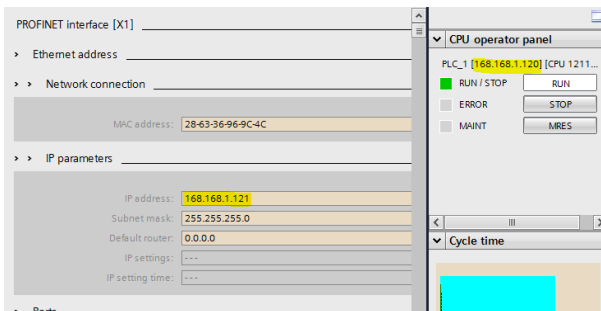 PROFINET interface [X1]
Ethernet address
Network connection
MAC address: 28-63-36-96-9C-4C
IP parameters
IP address: 168.168.1.121
Subnet mask: 255.255.255.0
Default router: 0.0.0.0
IP settings: ---
IP setting time: ---
CPU operator panel
PLC_1 [168.168.1.120] [CPU 1211...
RUN / STOP RUN
ERROR STOP
MAINT MRES
Cycle time